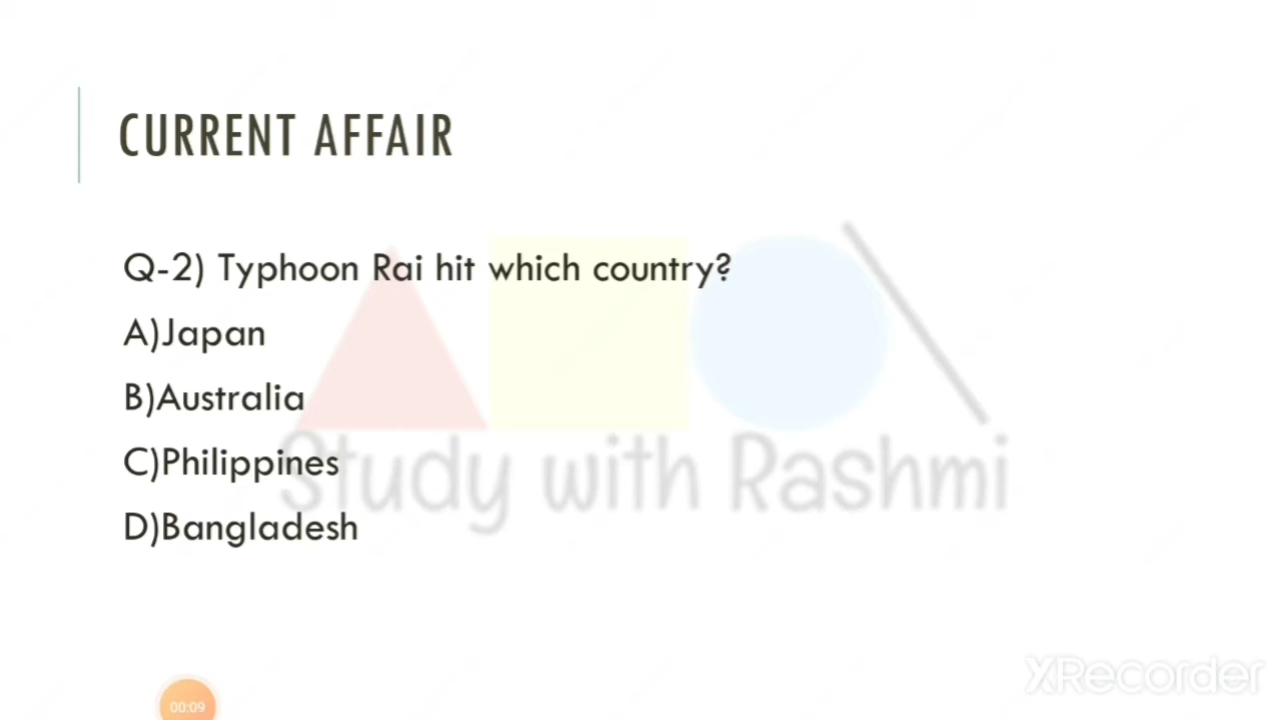 CURRENT AFFAIR
Q-2) Typhoon Rai hit which country?
A)Japan
B)Australia
C)Philippines
D)Bangladesh
Study with Rashmi
XRecorder
00:09